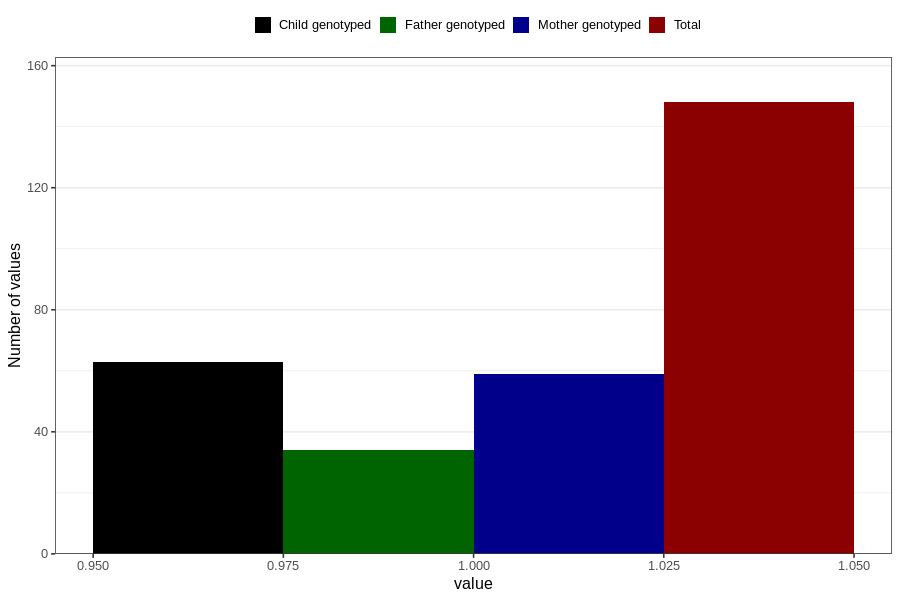 Child genotyped Father genotyped Mother genotyped Total
160
120
80
40
0
Number of values
0.950 0.975 1.000 1.025 1.050
value